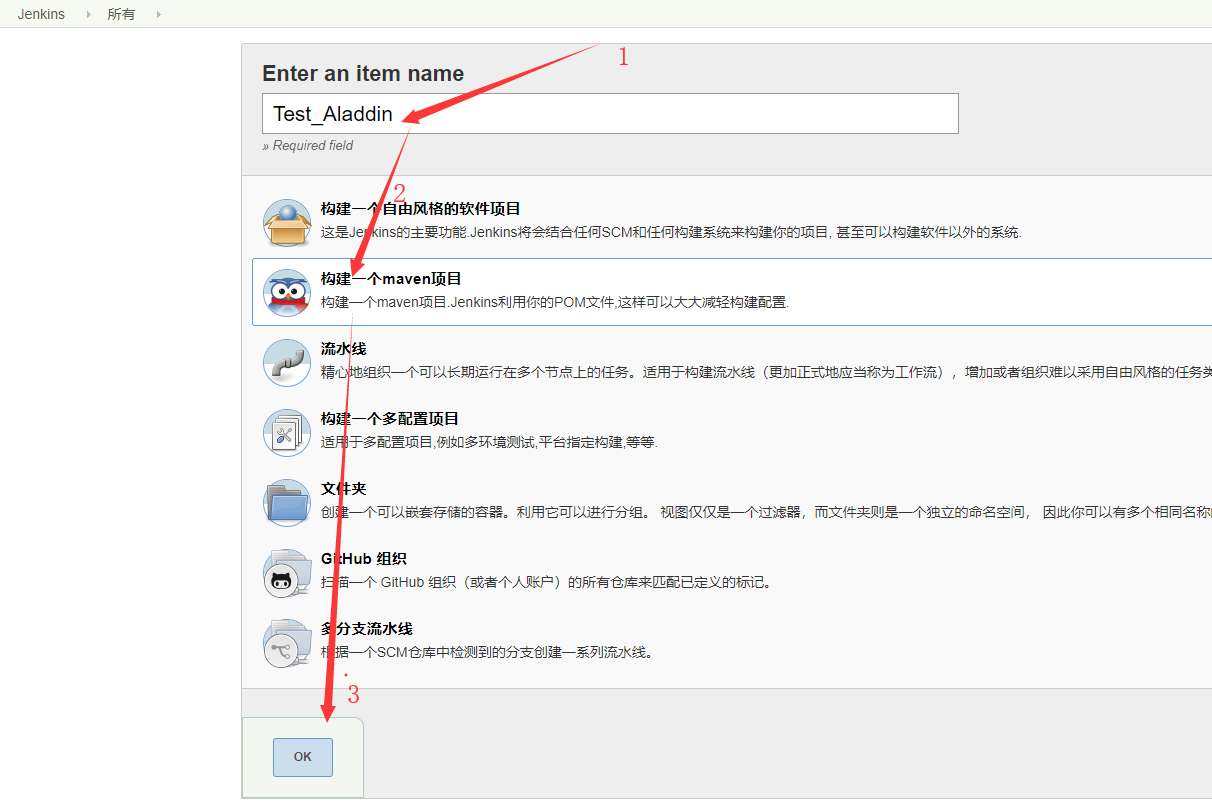 Jenkins 所有
1
Enter an item name
Test_Aladdin
» Required field
2
构建一个自由风格的软件项目
这是Jenkins的主要功能.Jenkins将会结合任何SCM和任何构建系统来构建你的项目, 甚至可以构建软件以外的系统.
构建一个maven项目
构建一个maven项目.Jenkins利用你的POM文件,这样可以大大减轻构建配置.
流水线
精心地组织一个可以长期运行在多个节点上的任务。适用于构建流水线（更加正式地应当称为工作流），增加或者组织难以采用自由风格的任务类
构建一个多配置项目
适用于多配置项目,例如多环境测试,平台指定构建,等等.
文件夹
创建一个可以嵌套存储的容器。利用它可以进行分组。 视图仅仅是一个过滤器，而文件夹则是一个独立的命名空间， 因此你可以有多个相同名称
GitHub 组织
扫描一个 GitHub 组织（或者个人账户）的所有仓库来匹配已定义的标记。
多分支流水线
根据一个SCM仓库中检测到的分支创建一系列流水线。
3
OK